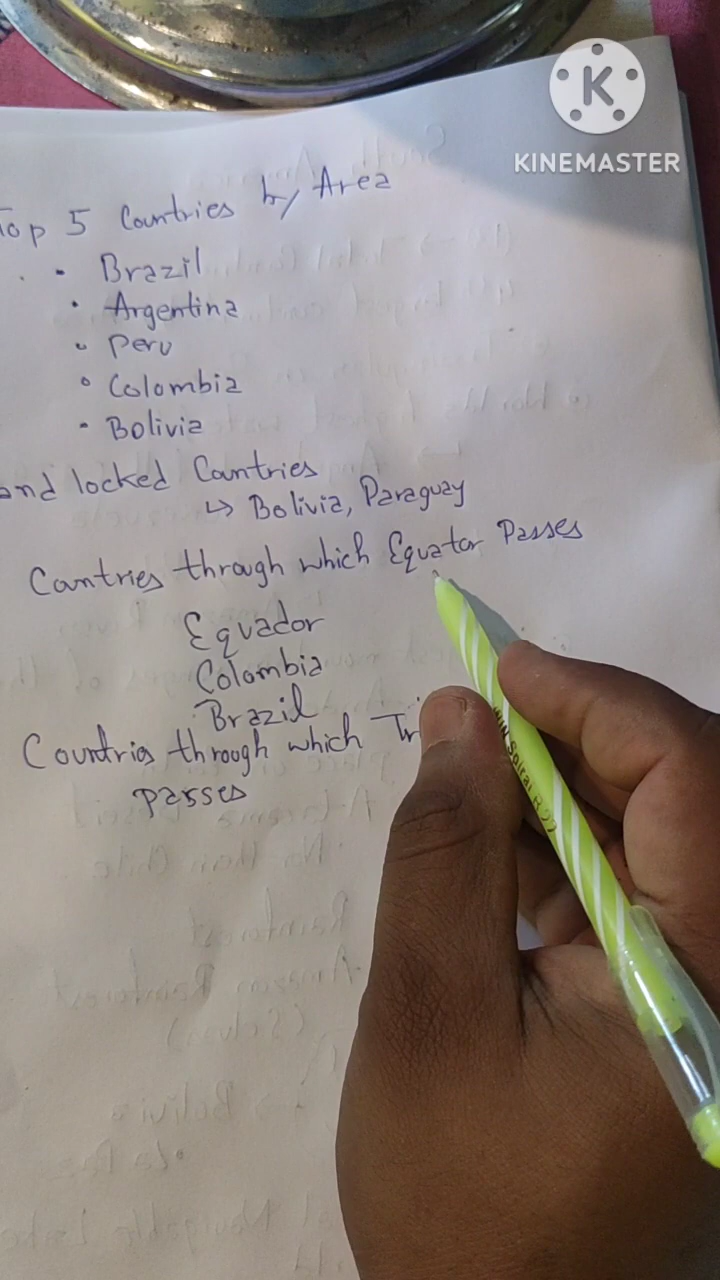 K
KINEMASTER
Top 5 Countries by Area
• Brazil
• Argentina
• Peru
• Colombia
• Bolivia
and locked Countries
↳ Bolivia, Paraguay
Countries through which Equator Passes
Equador
Colombia
Brazil
Countries through which Tr
Passes